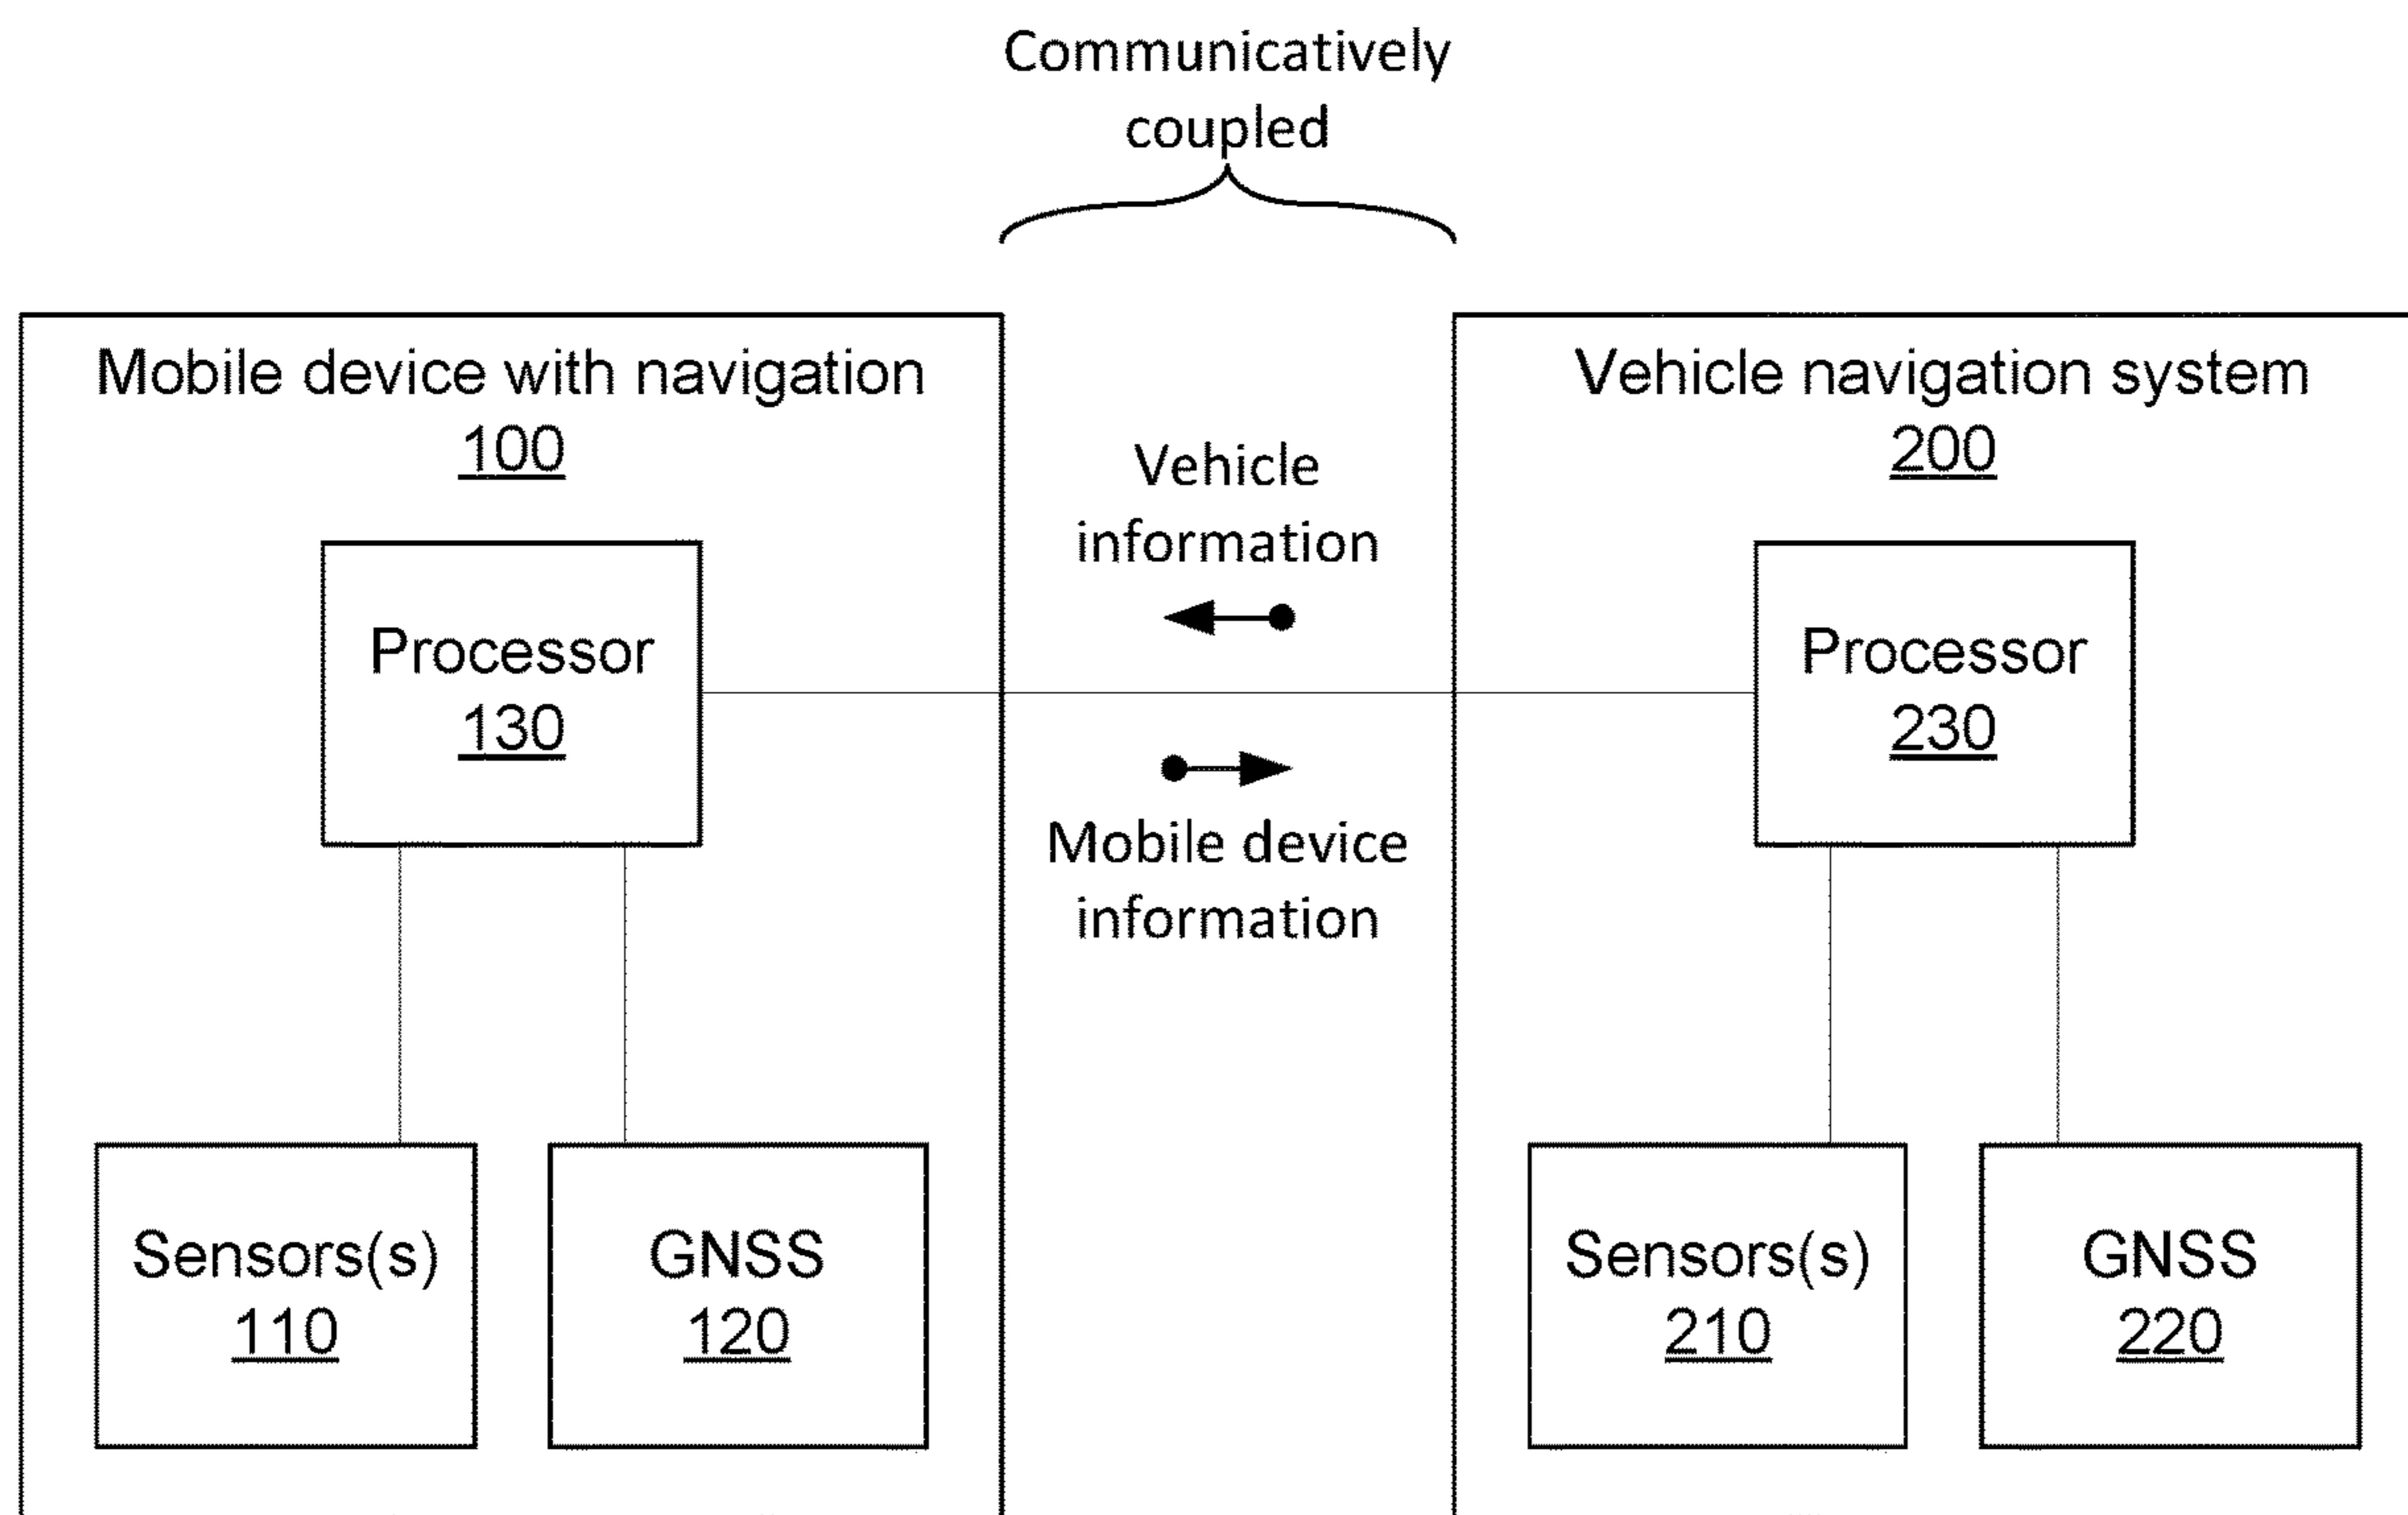 Communicatively
coupled
Mobile device with navigation
100
Vehicle navigation system
200
Vehicle
information
Processor
130
Processor
230
Mobile device
information
Sensors(s)
110
GNSS
120
Sensors(s)
210
GNSS
220